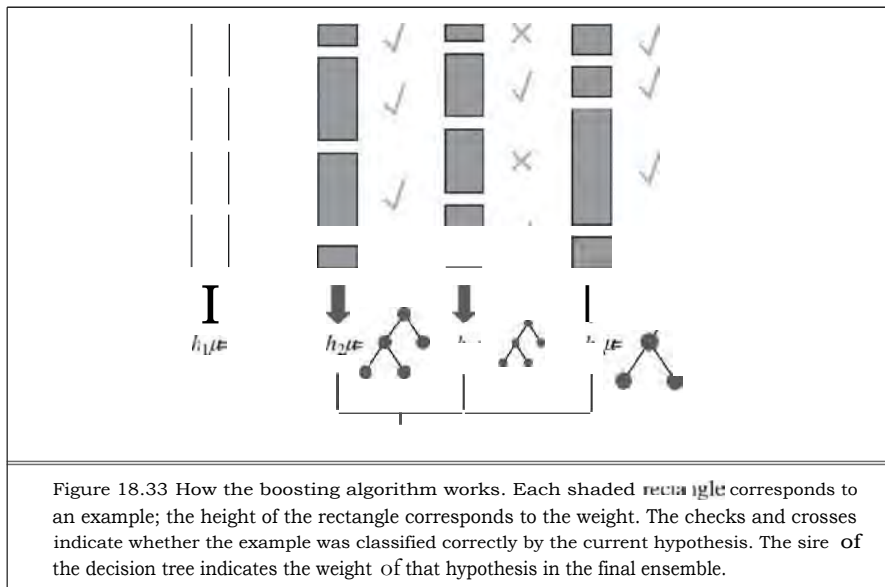 h₁
h₂
Figure 18.33 How the boosting algorithm works. Each shaded rectangle corresponds to
an example; the height of the rectangle corresponds to the weight. The checks and crosses
indicate whether the example was classified correctly by the current hypothesis. The sire of
the decision tree indicates the weight of that hypothesis in the final ensemble.